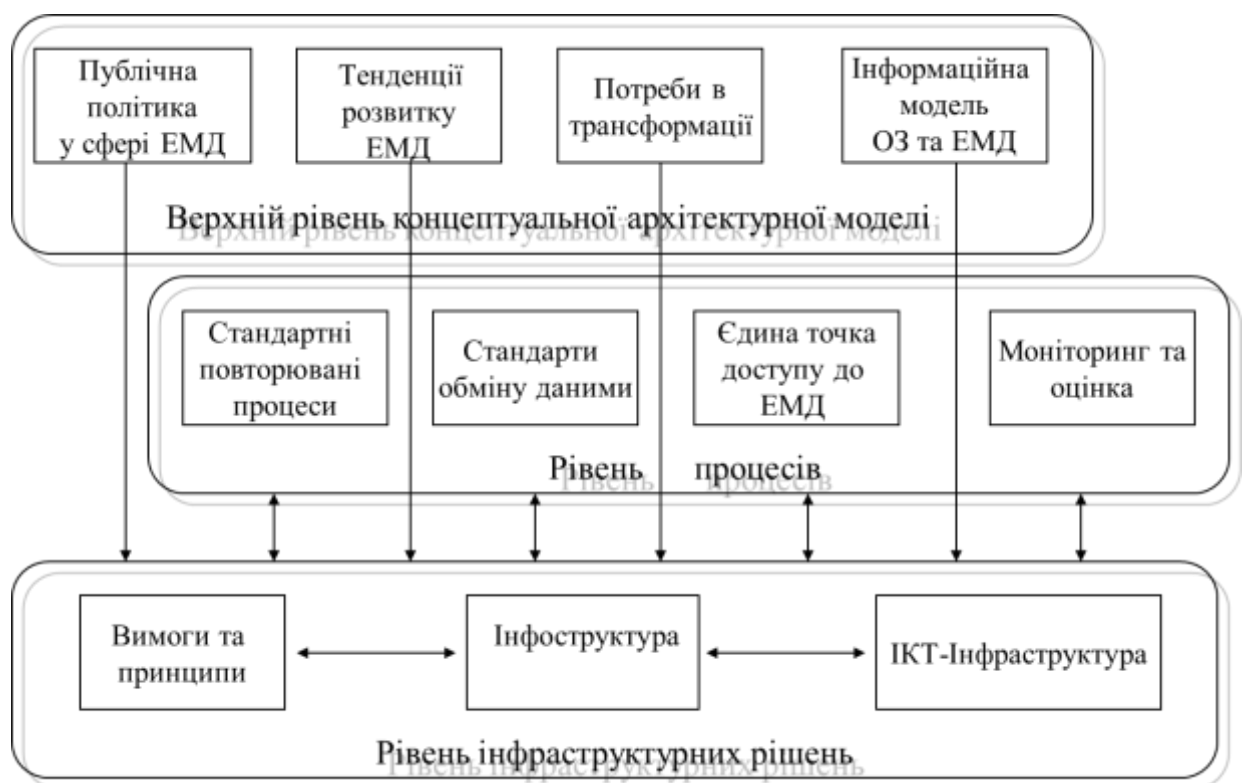 Публічна
політика
у сфері ЕМД
Тенденції
розвитку
ЕМД
Потреби в
трансформації
Інформаційна
модель
ОЗ та ЕМД
Верхній рівень концептуальної архітектурної моделі
Стандартні
повторювані
процеси
Стандарти
обміну даними
Єдина точка
доступу до
ЕМД
Моніторинг та
оцінка
Рівень процесів
Вимоги та
принципи
Інфоструктура
ІКТ-Інфраструктура
Рівень інфраструктурних рішень